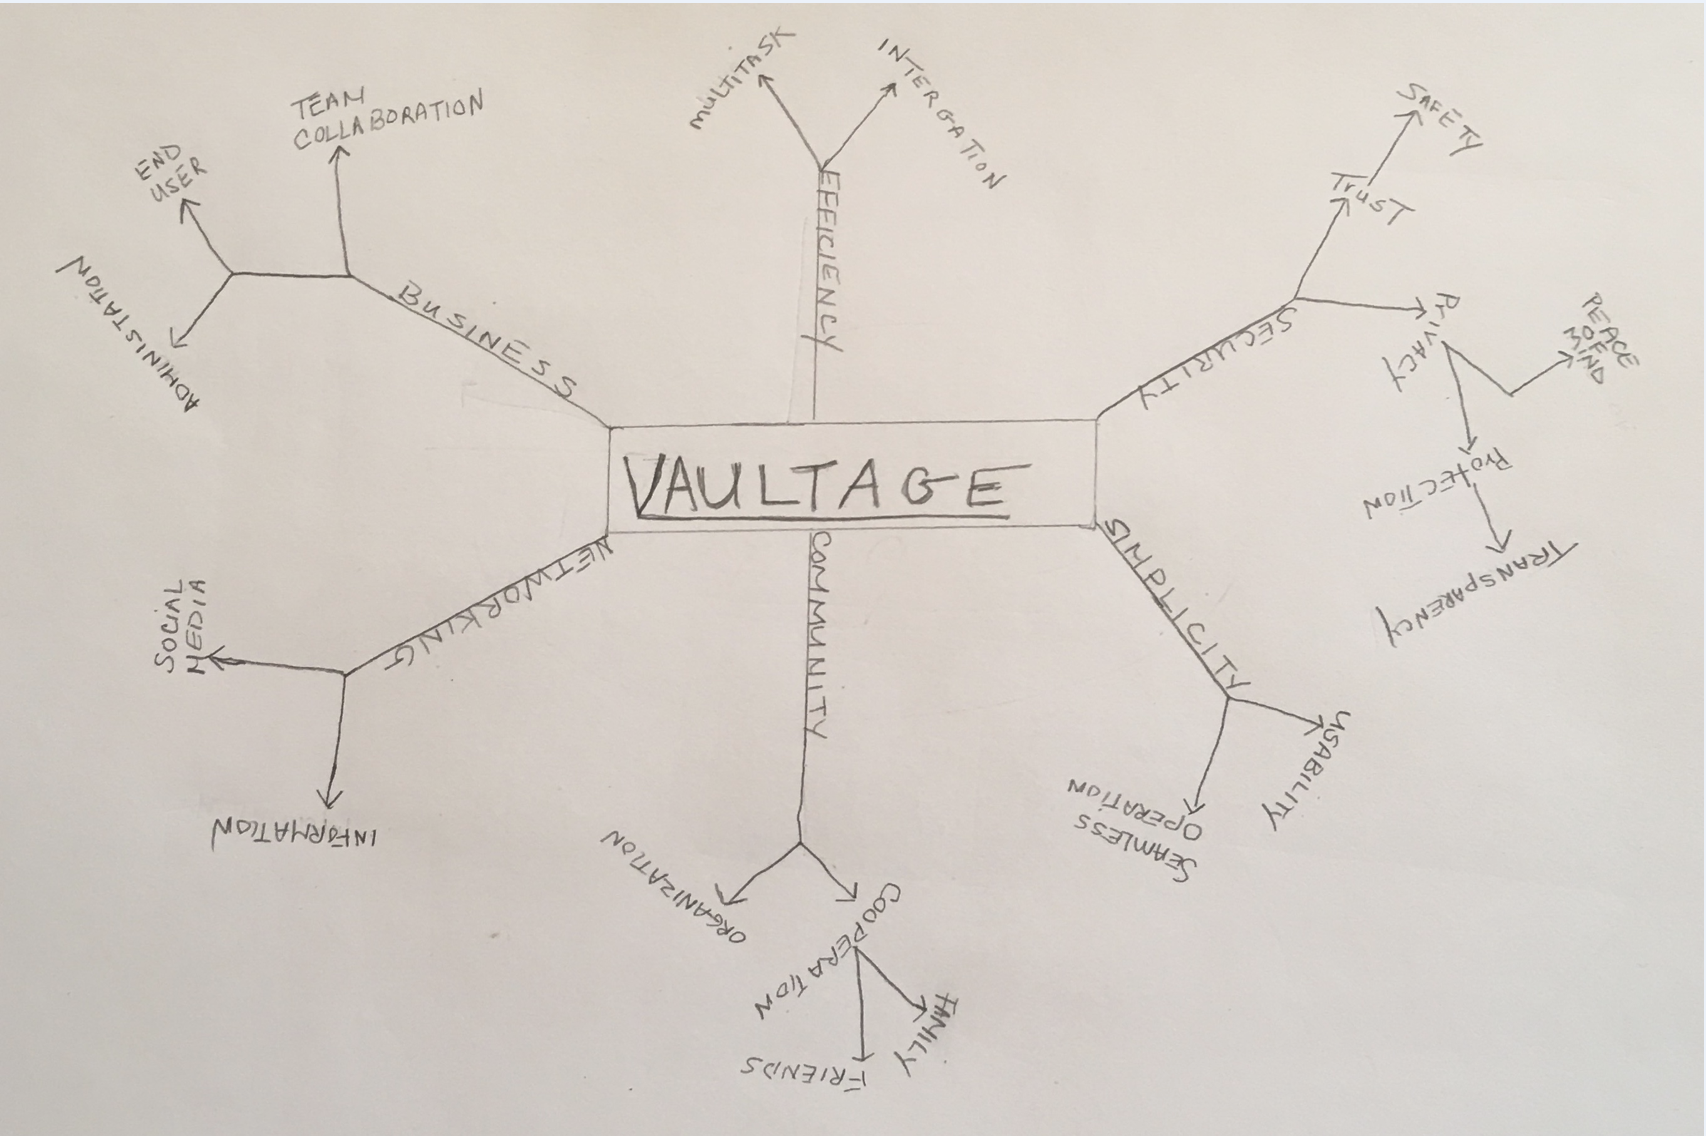 MULTITASK
INTERGATION
EFFICIENCY
TEAM
COLLABORATION
END
USER
ADMINISTATION
BUSINESS
SAFETY
TRUST
PRIVACY
PEACE
OF
MIND
PROTECTION
TRANSPARENCY
SECURITY
VAULTAGE
NETWORKING
SOCIAL
MEDIA
INFORMATION
COMMUNITY
ORGANIZATION
COOPERATION
FAMILY
FRIENDS
SIMPLICITY
USABILITY
SEAMLESS
OPERATION